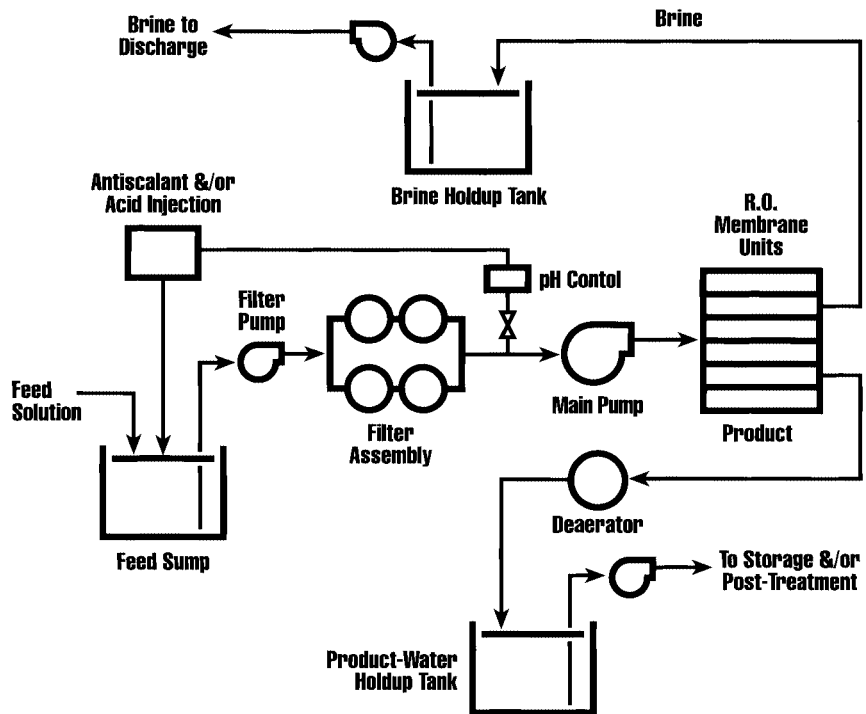 Brine to
Discharge
Brine
Brine Holdup Tank
Antiscalant &/or
Acid Injection
R.O.
Membrane
Units
pH Contol
Filter
Pump
Feed
Solution
Filter
Assembly
Main Pump
Product
Feed Sump
Deaerator
To Storage &/or
Post-Treatment
Product-Water
Holdup Tank